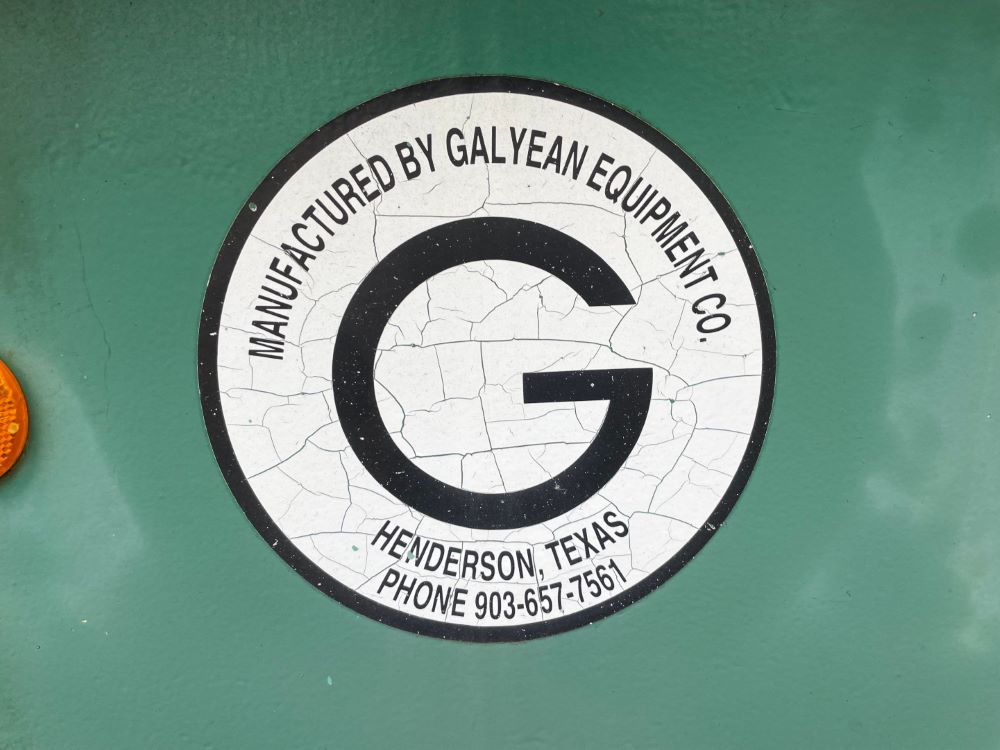 MANUFACTURED BY GALYEAN EQUIPMENT CO.
G
HENDERSON, TEXAS
PHONE 903-657-7561